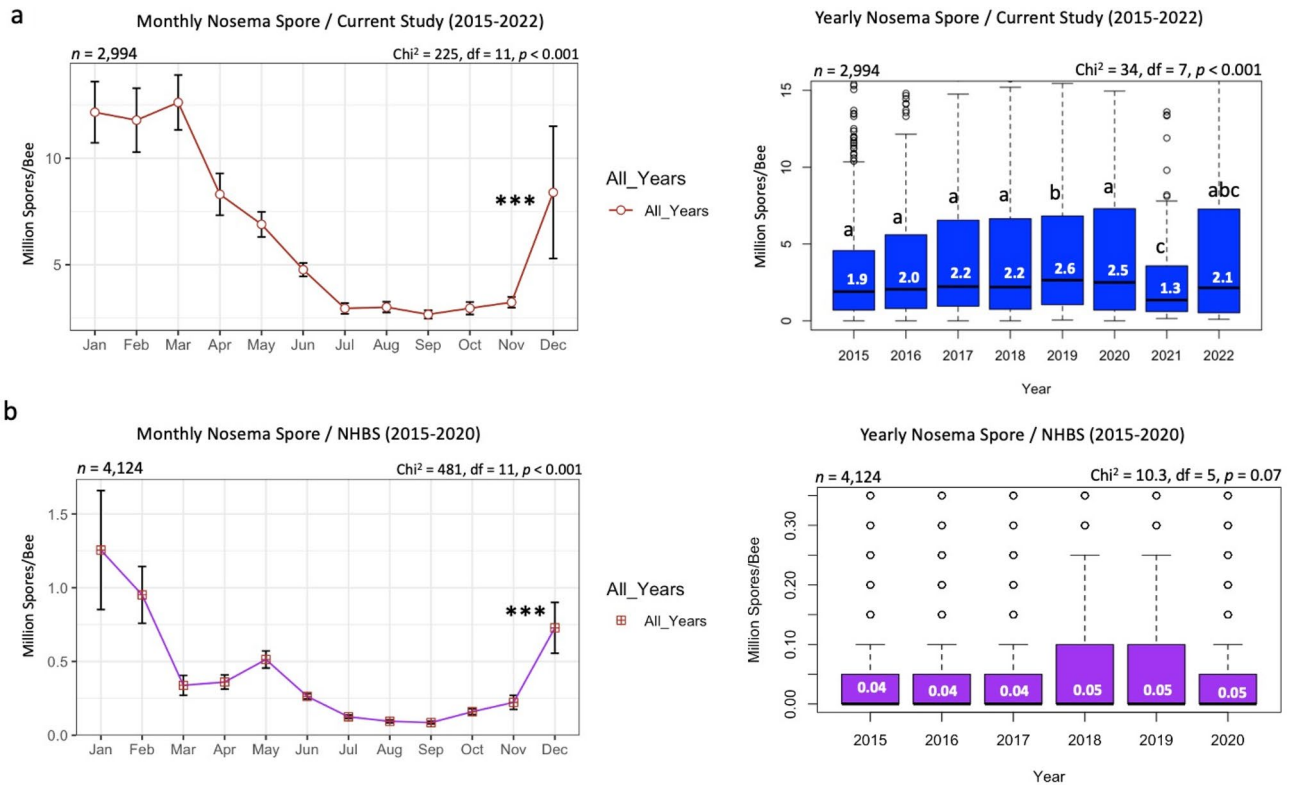 a
Monthly Nosema Spore / Current Study (2015-2022)
n = 2,994
Chi² = 225, df = 11, p < 0.001
Million Spores/Bee
10
5
***
Jan Feb Mar Apr May Jun Jul Aug Sep Oct Nov Dec
All_Years
All_Years
Yearly Nosema Spore / Current Study (2015-2022)
n = 2,994
Chi² = 34, df = 7, p < 0.001
Million Spores/Bee
15
10
5
0
a a a a b a c abc
1.9 2.0 2.2 2.2 2.6 2.5 1.3 2.1
2015 2016 2017 2018 2019 2020 2021 2022
Year
b
Monthly Nosema Spore / NHBS (2015-2020)
n = 4,124
Chi² = 481, df = 11, p < 0.001
Million Spores/Bee
1.5
1.0
0.5
0.0
***
Jan Feb Mar Apr May Jun Jul Aug Sep Oct Nov Dec
All_Years
All_Years
Yearly Nosema Spore / NHBS (2015-2020)
n = 4,124
Chi² = 10.3, df = 5, p = 0.07
Million Spores/Bee
0.30
0.20
0.10
0.00
0.04 0.04 0.04 0.05 0.05 0.05
2015 2016 2017 2018 2019 2020
Year